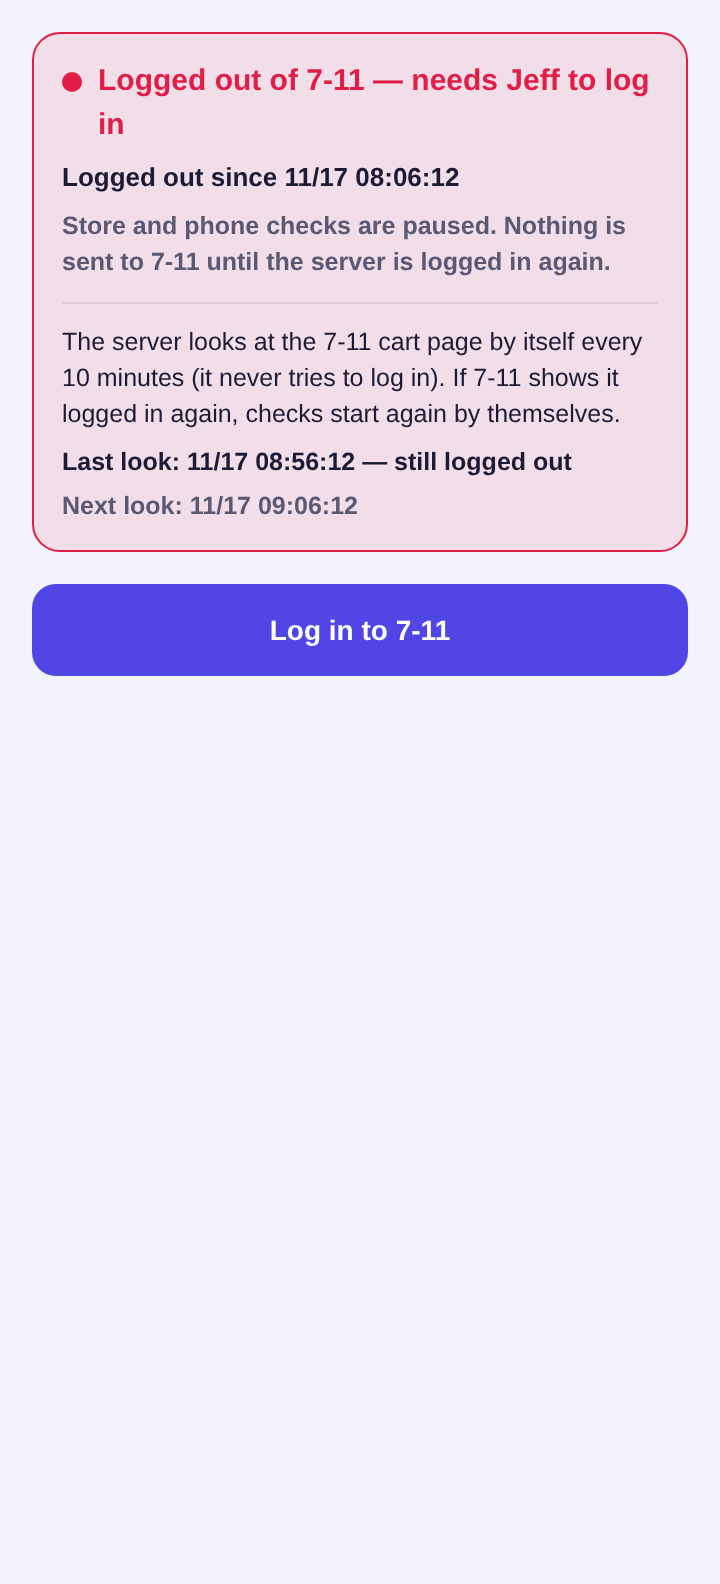 Logged out of 7-11 — needs Jeff to log
in
Logged out since 11/17 08:06:12
Store and phone checks are paused. Nothing is
sent to 7-11 until the server is logged in again.
The server looks at the 7-11 cart page by itself every
10 minutes (it never tries to log in). If 7-11 shows it
logged in again, checks start again by themselves.
Last look: 11/17 08:56:12 — still logged out
Next look: 11/17 09:06:12
Log in to 7-11